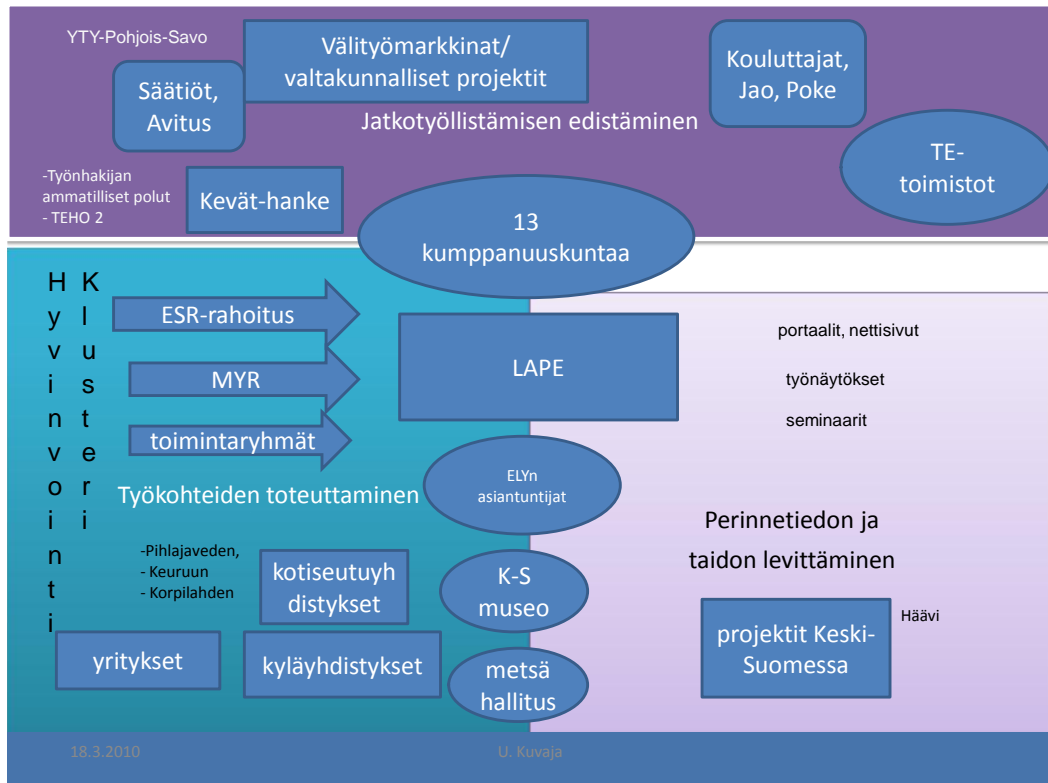 YTY-Pohjois-Savo
Välityömarkkinat/
valtakunnalliset projektit
Kouluttajat,
Jao, Poke
Säätiöt,
Avitus
Jatkotyöllistämisen edistäminen
TE-
toimistot
-Työnhakijan
ammatilliset polut
- TEHO 2
Kevät-hanke
13
kumppanuuskuntaa
Hyvinvointi
Klusteri
ESR-rahoitus
MYR
toimintaryhmät
LAPE
portaalit, nettisivut
työnäytökset
seminaarit
ELYn
asiantuntijat
Työkohteiden toteuttaminen
Perinnetiedon ja
taidon levittäminen
-Pihlajaveden,
- Keuruun
- Korpilahden
kotiseutuyh
distykset
K-S
museo
projektit Keski-
Suomessa
Häävi
yritykset
kyläyhdistykset
metsä
hallitus
18.3.2010
U. Kuvaja